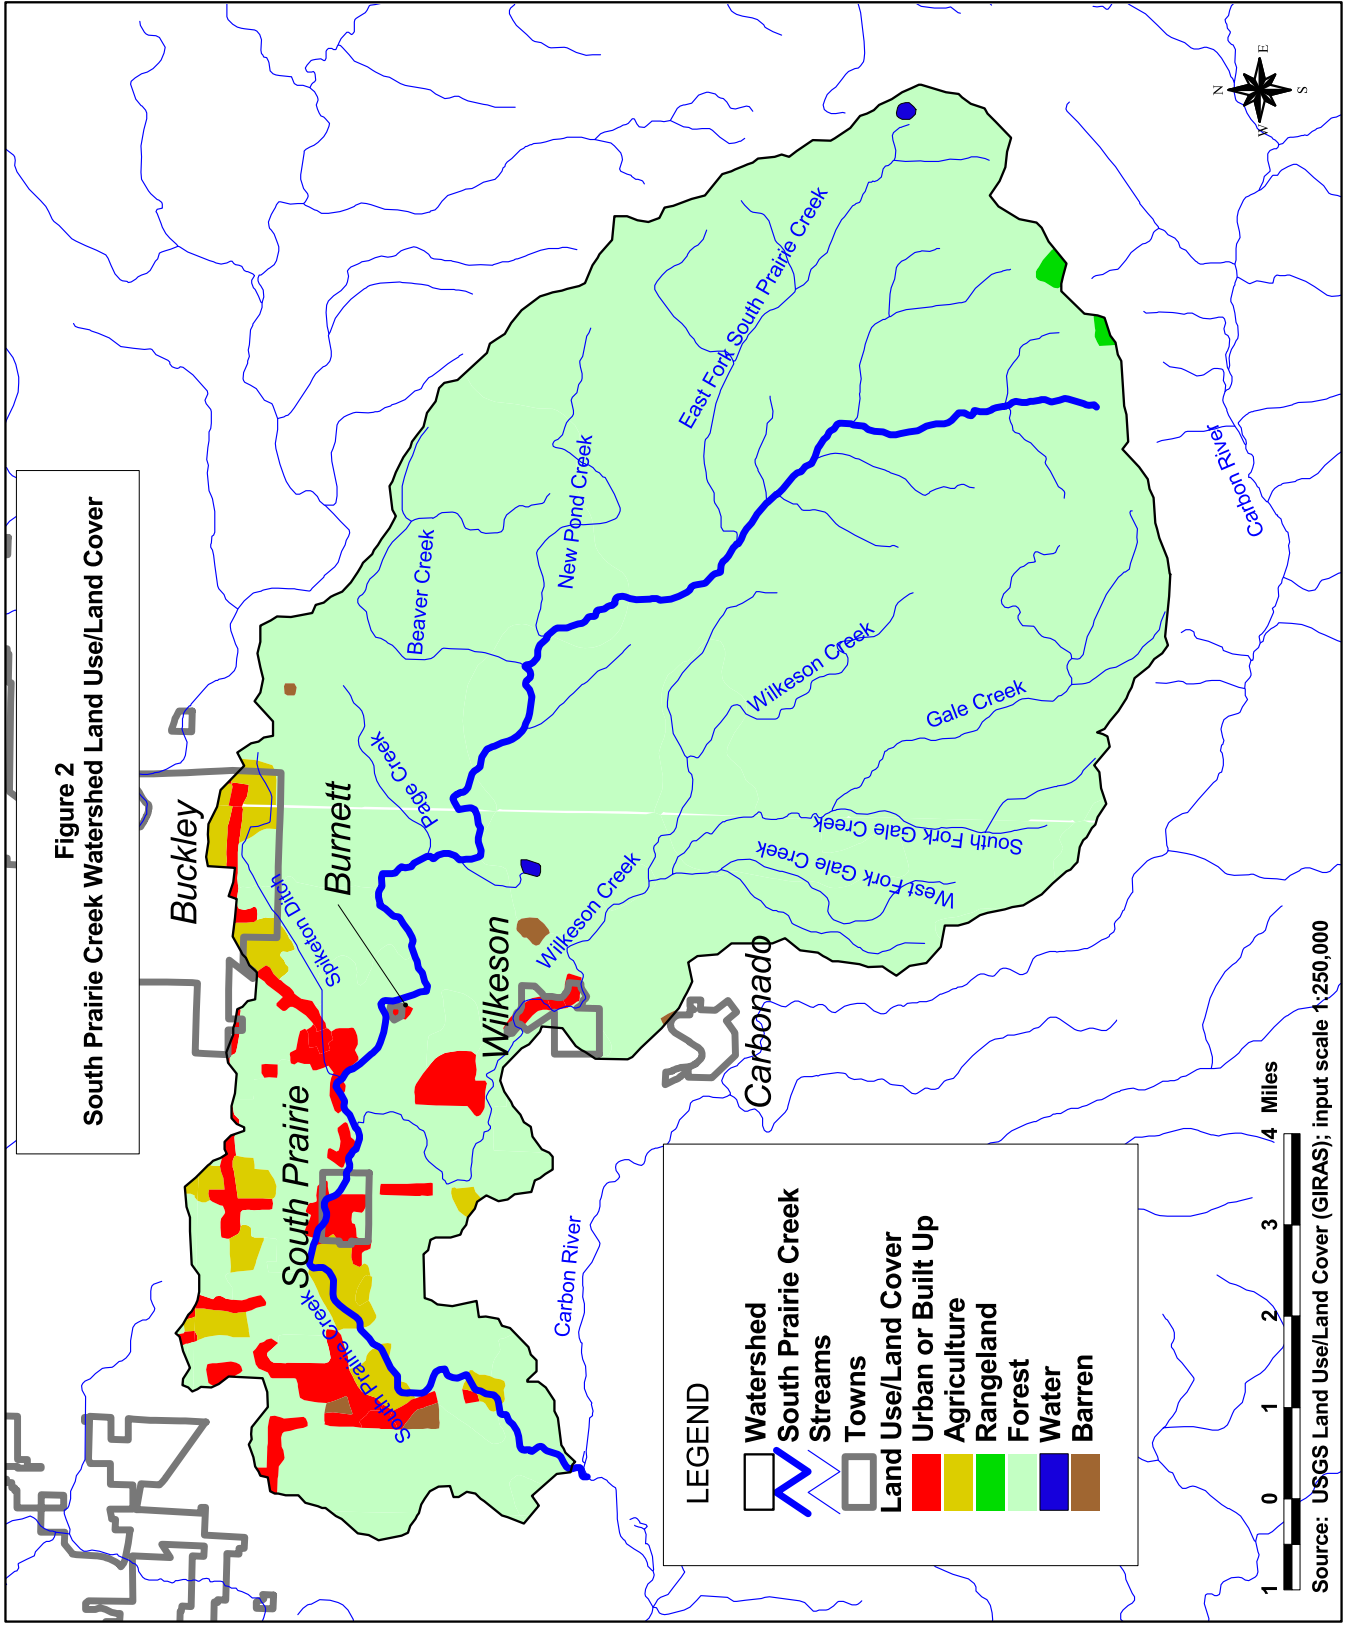 Figure 2
South Prairie Creek Watershed Land Use/Land Cover
Buckley
Burnett
Spiketon Ditch
Page Creek
Beaver Creek
New Pond Creek
East Fork South Prairie Creek
South Prairie
South Prairie Creek
Wilkeson
Wilkeson Creek
Wilkeson Creek
Gale Creek
South Fork Gale Creek
West Fork Gale Creek
Carbonado
Carbon River
Carbon River
N
E
S
W
LEGEND
Watershed
South Prairie Creek
Streams
Towns
Land Use/Land Cover
Urban or Built Up
Agriculture
Rangeland
Forest
Water
Barren
1 0 1 2 3 4 Miles
Source: USGS Land Use/Land Cover (GIRAS); input scale 1:250,000